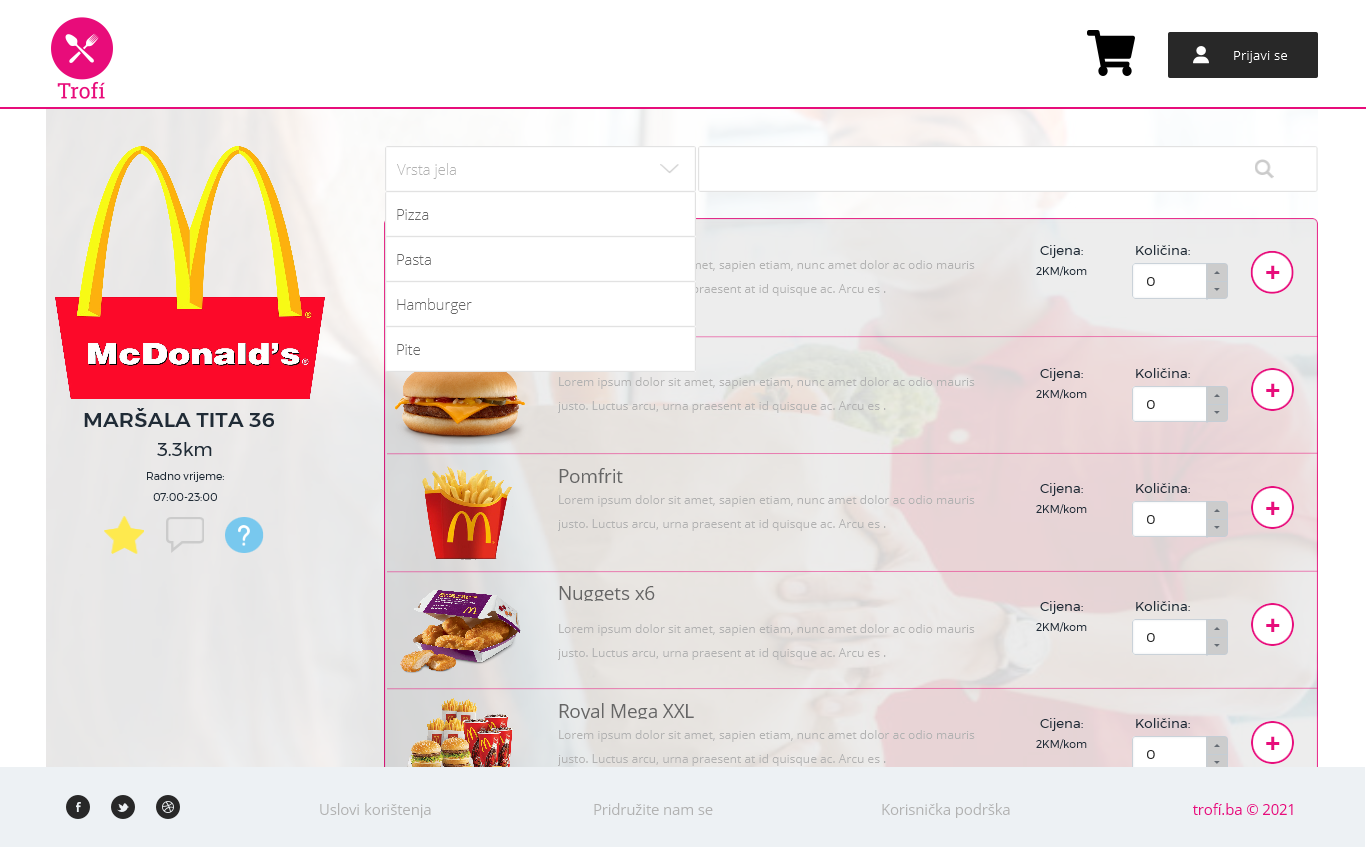 Trofí
Prijavi se
McDonald's®
MARŠALA TITA 36
3.3km
Radno vrijeme:
07:00-23:00
Vrsta jela
Pizza
Pasta
Hamburger
Pite
met, sapien etiam, nunc amet dolor ac odio mauris
praesent at id quisque ac. Arcu es .
Cijena:
2KM/kom
Količina:
0
Lorem ipsum dolor sit amet, sapien etiam, nunc amet dolor ac odio mauris
justo. Luctus arcu, urna praesent at id quisque ac. Arcu es .
Cijena:
2KM/kom
Količina:
0
Pomfrit
Lorem ipsum dolor sit amet, sapien etiam, nunc amet dolor ac odio mauris
justo. Luctus arcu, urna praesent at id quisque ac. Arcu es .
Cijena:
2KM/kom
Količina:
0
Nuggets x6
Lorem ipsum dolor sit amet, sapien etiam, nunc amet dolor ac odio mauris
justo. Luctus arcu, urna praesent at id quisque ac. Arcu es .
Cijena:
2KM/kom
Količina:
0
Royal Mega XXL
Lorem ipsum dolor sit amet, sapien etiam, nunc amet dolor ac odio mauris
justo. Luctus arcu, urna praesent at id quisque ac. Arcu es .
Cijena:
2KM/kom
Količina:
0
Uslovi korištenja
Pridružite nam se
Korisnička podrška
trofí.ba © 2021